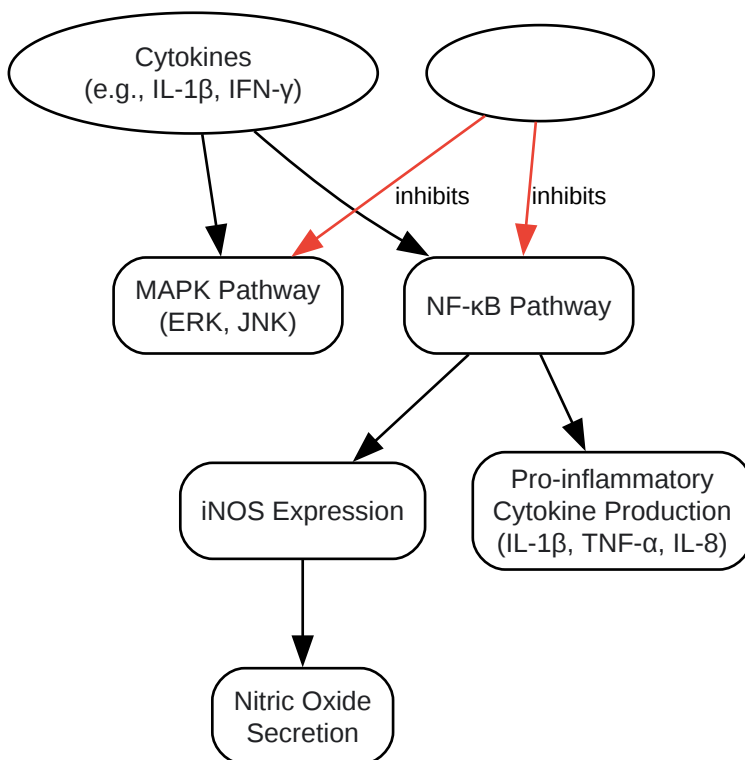 Cytokines
(e.g., IL-1β, IFN-γ)
inhibits
inhibits
MAPK Pathway
(ERK, JNK)
NF-κB Pathway
iNOS Expression
Pro-inflammatory
Cytokine Production
(IL-1β, TNF-α, IL-8)
Nitric Oxide
Secretion